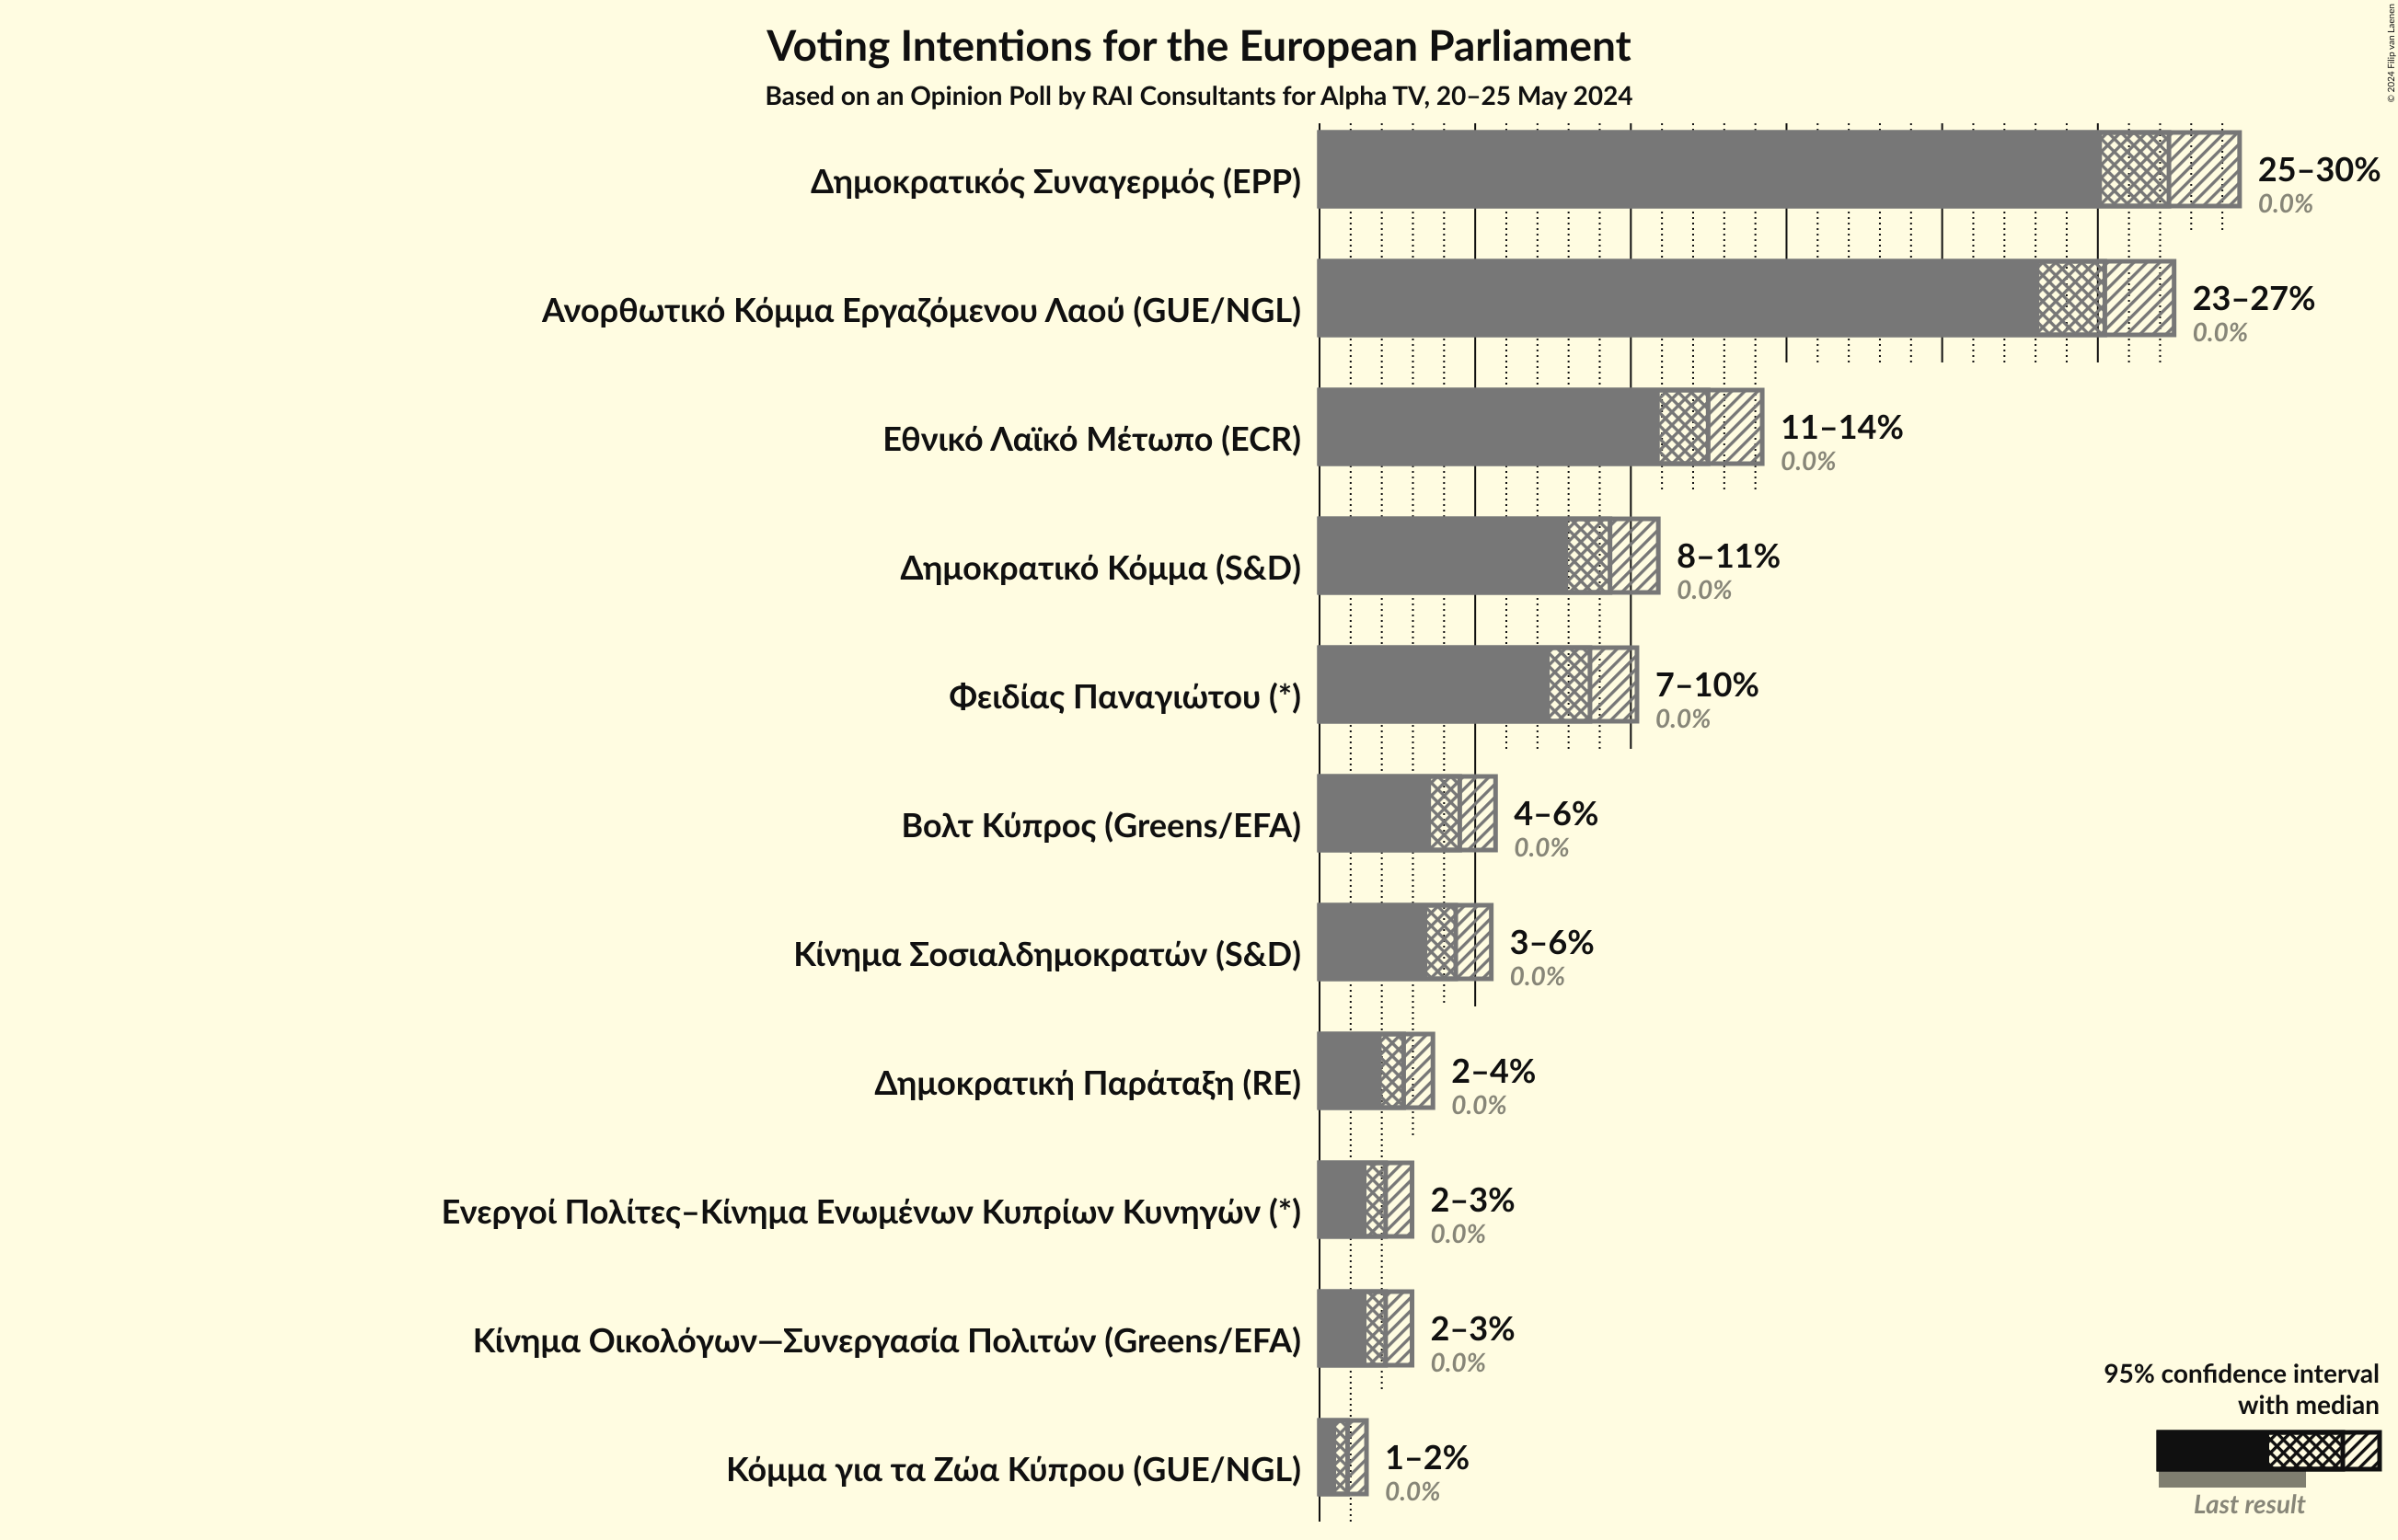 Voting Intentions for the European Parliament
Based on an Opinion Poll by RAI Consultants for Alpha TV, 20–25 May 2024
© 2024 Filip van Laenen
Δημοκρατικός Συναγερμός (EPP)
25–30%
0.0%
Ανορθωτικό Κόμμα Εργαζόμενου Λαού (GUE/NGL)
23–27%
0.0%
Εθνικό Λαϊκό Μέτωπο (ECR)
11–14%
0.0%
Δημοκρατικό Κόμμα (S&D)
8–11%
0.0%
Φειδίας Παναγιώτου (*)
7–10%
0.0%
Βολτ Κύπρος (Greens/EFA)
4–6%
0.0%
Κίνημα Σοσιαλδημοκρατών (S&D)
3–6%
0.0%
Δημοκρατική Παράταξη (RE)
2–4%
0.0%
Ενεργοί Πολίτες–Κίνημα Ενωμένων Κυπρίων Κυνηγών (*)
2–3%
0.0%
Κίνημα Οικολόγων—Συνεργασία Πολιτών (Greens/EFA)
2–3%
0.0%
Κόμμα για τα Ζώα Κύπρου (GUE/NGL)
1–2%
0.0%
95% confidence interval
with median
Last result